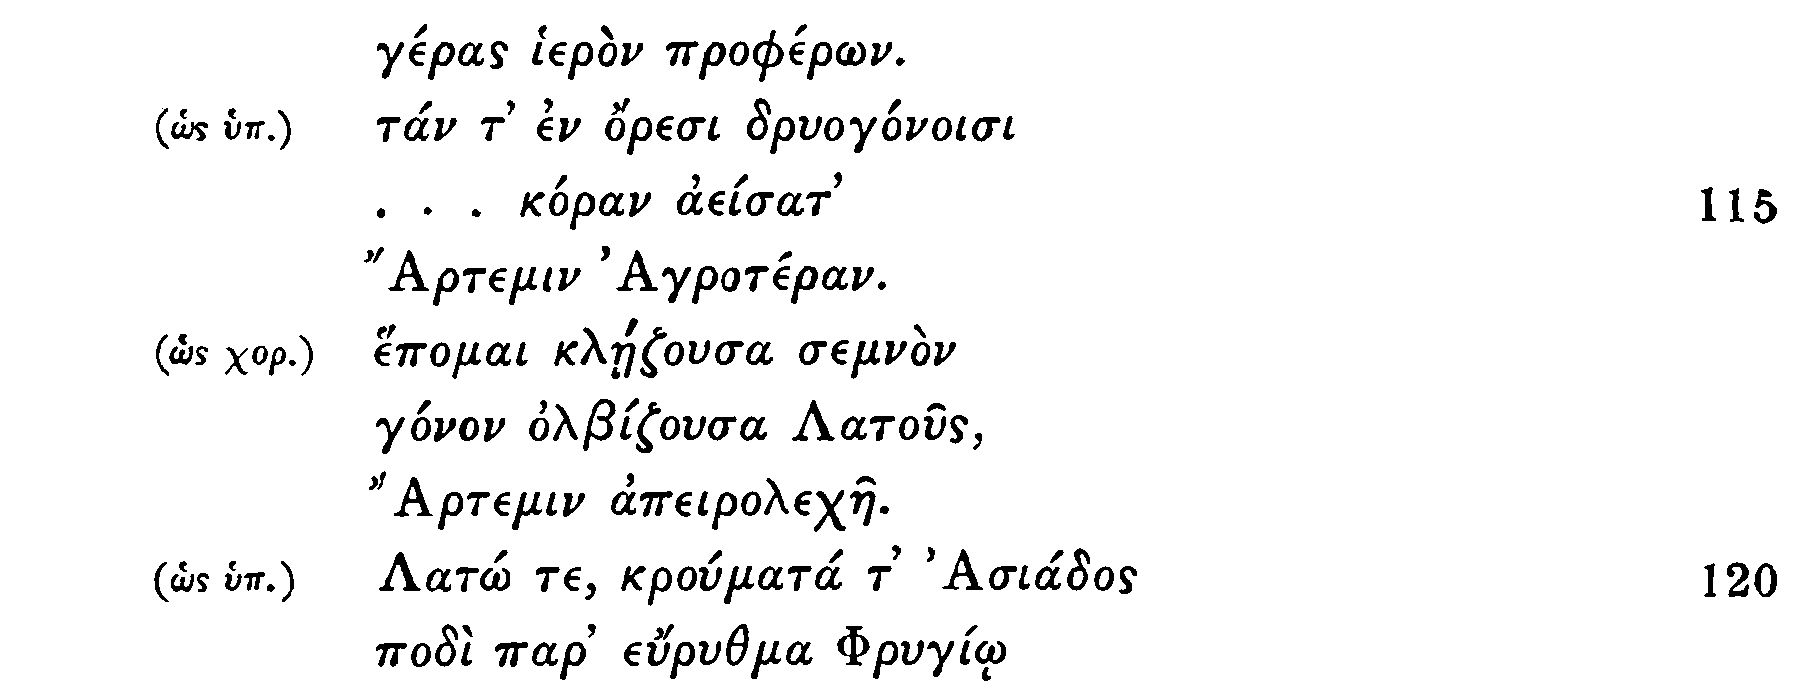 γέρας ἱερὸν προφέρων.
(ὡς ὑπ.) τάν τ’ ἐν ὄρεσι δρυογόνοισι
. . . κόραν ἀείσατ’ 115
Ἄρτεμιν Ἀγροτέραν.
(ὡς χορ.) ἕπομαι κλῄζουσα σεμνὸν
γόνον ὀλβίζουσα Λατοῦς,
Ἄρτεμιν ἀπειρολεχῆ.
(ὡς ὑπ.) Λατώ τε, κρούματά τ’ Ἀσιάδος 120
ποδὶ παρ’ εὔρυθμα Φρυγίῳ